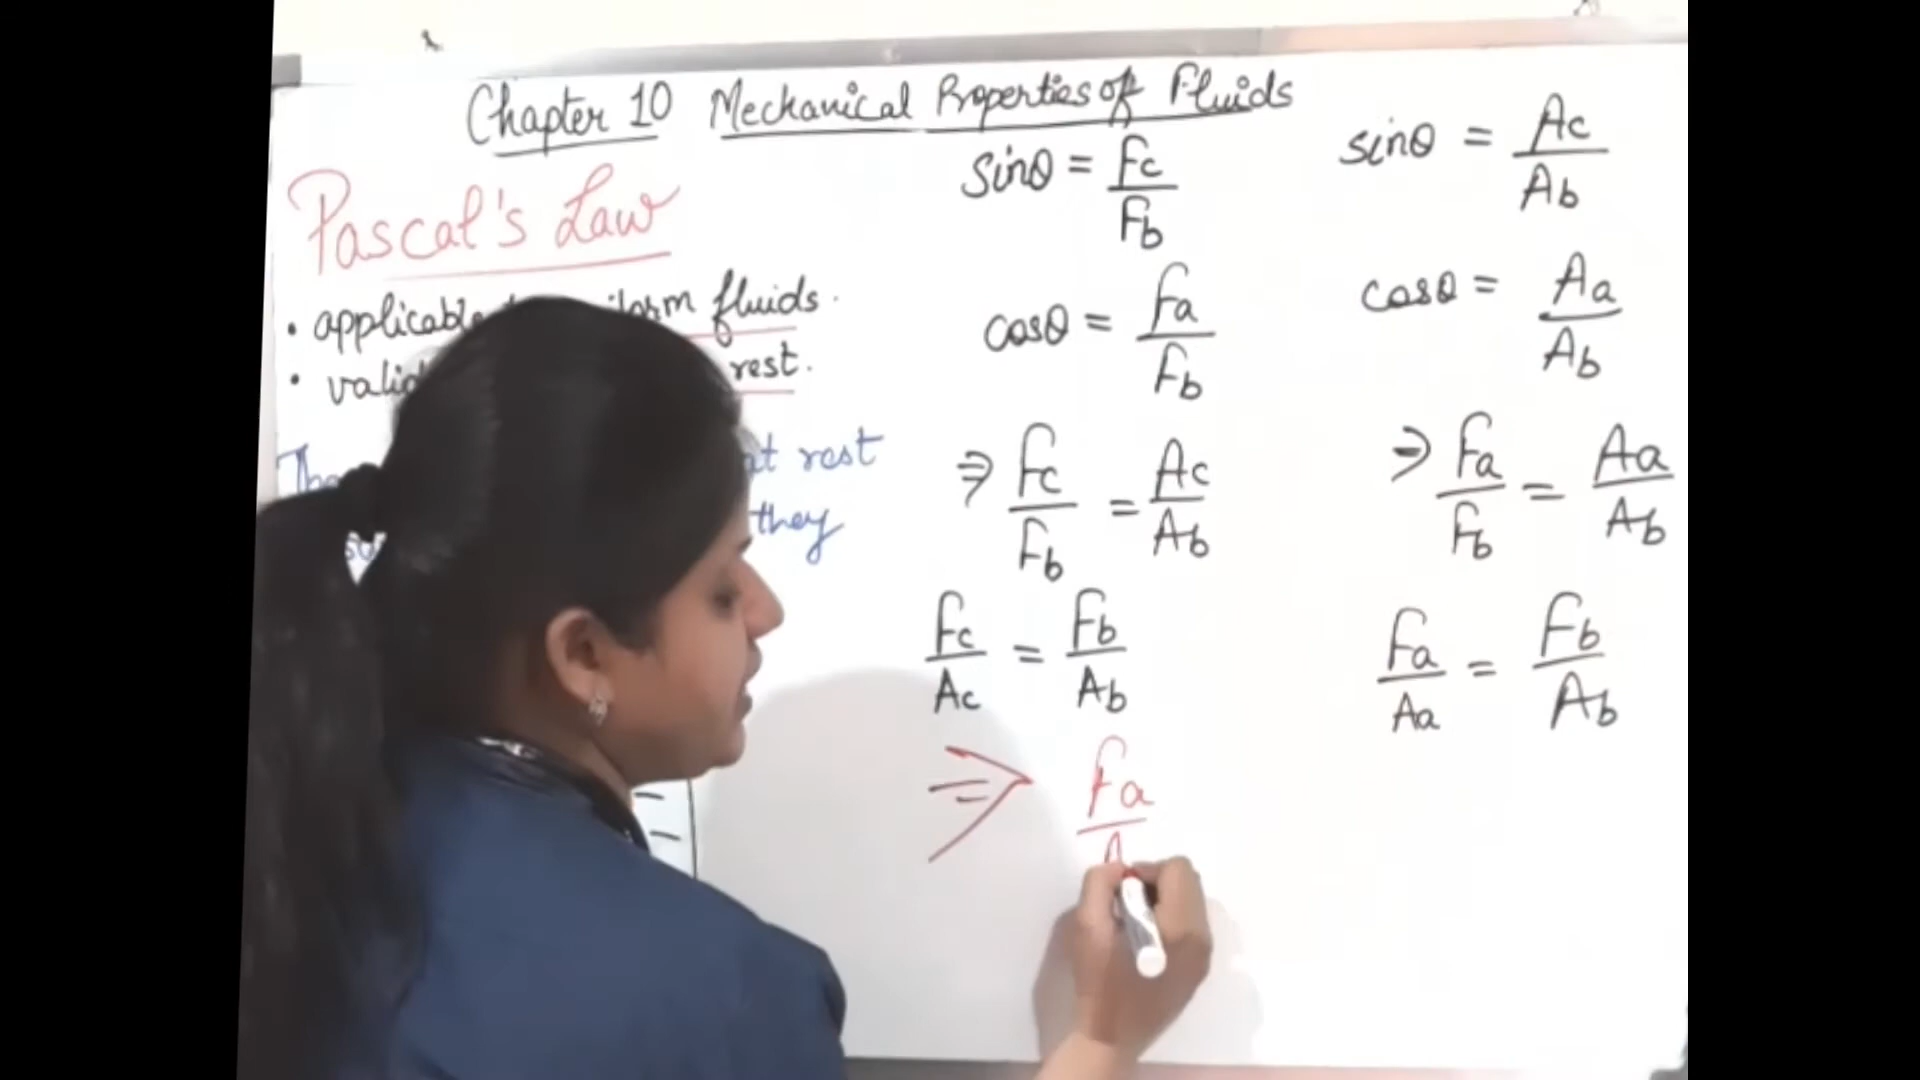 Chapter 10 Mechanical Properties of Fluids
Pascal's Law
• applicable fluids.
• valid rest.
at rest
they
sinθ = Fc/Fb
cosθ = Fa/Fb
⇒ Fc/Fb = Ac/Ab
Fc/Ac = Fb/Ab
⇒ Fa/A
sinθ = Ac/Ab
cosθ = Aa/Ab
⇒ Fa/Fb = Aa/Ab
Fa/Aa = Fb/Ab